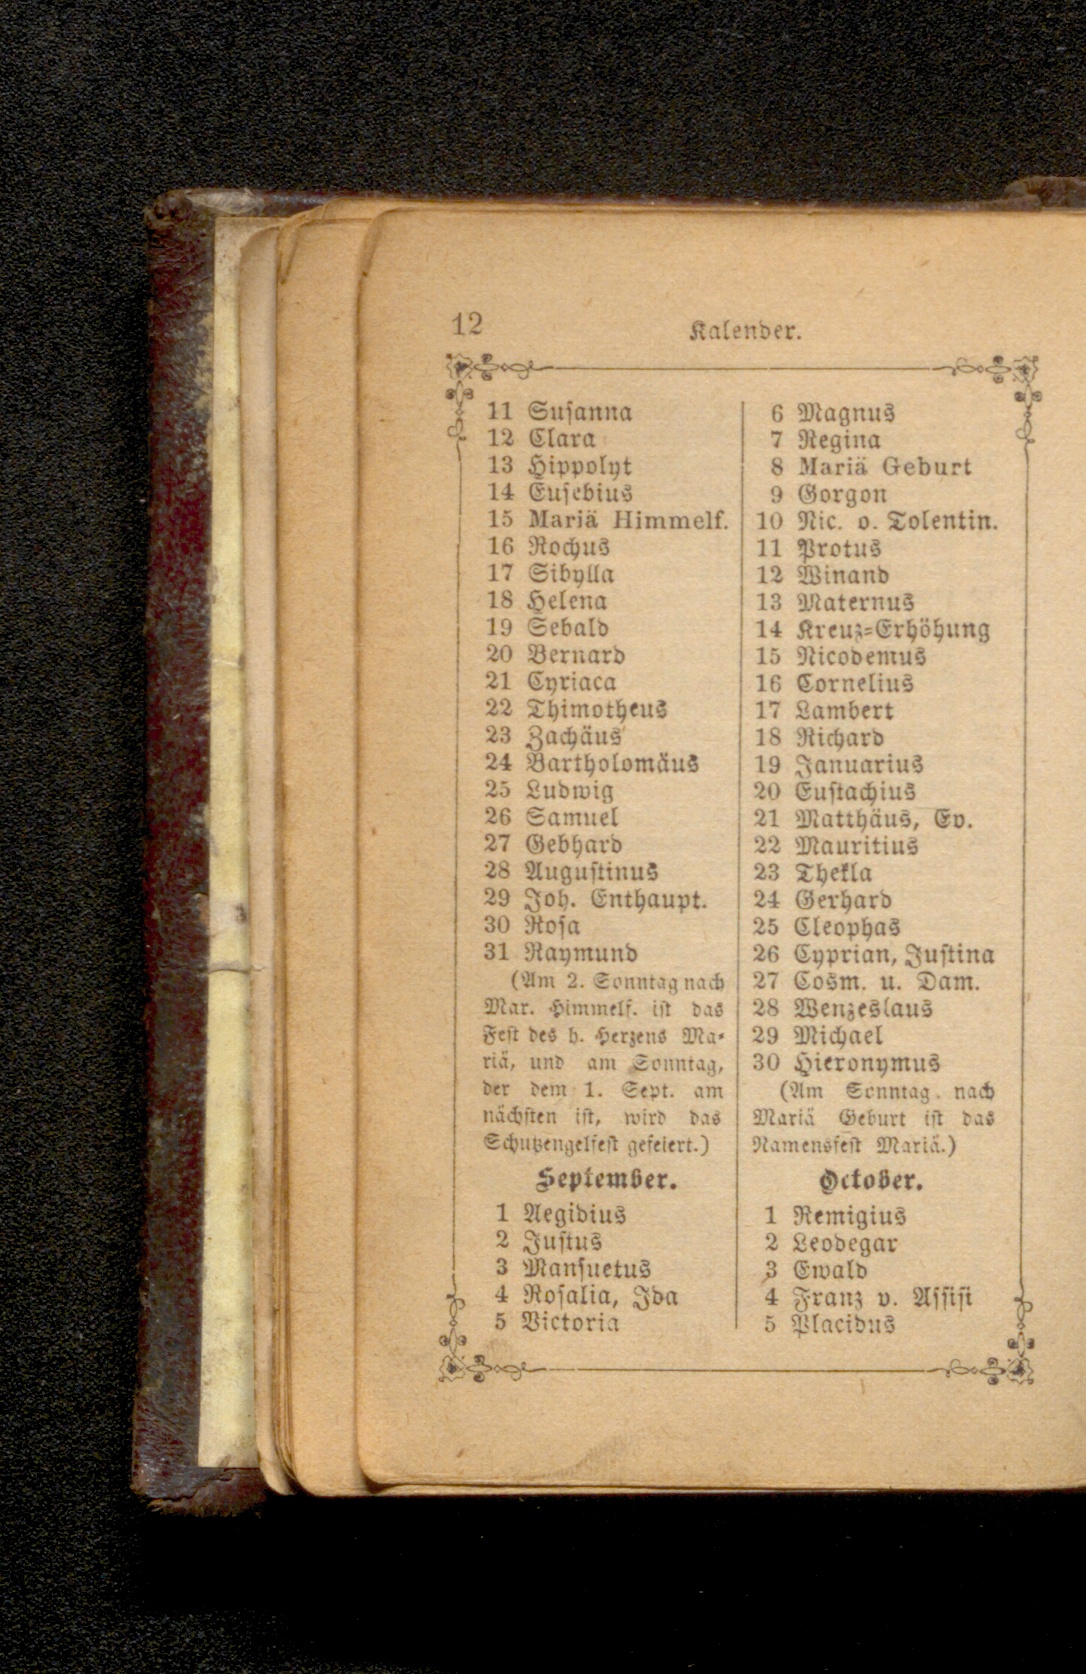 12
Kalender.
11 Susanna
12 Clara
13 Hippolyt
14 Eusebius
15 Mariä Himmelf.
16 Rochus
17 Sibylla
18 Helena
19 Sebald
20 Bernard
21 Cyriaca
22 Thimotheus
23 Zachäus
24 Bartholomäus
25 Ludwig
26 Samuel
27 Gebhard
28 Augustinus
29 Joh. Enthaupt.
30 Rosa
31 Raymund
(Am 2. Sonntag nach
Mar. Himmelf. ist das
Fest des h. Herzens Ma-
riä, und am Sonntag,
der dem 1. Sept. am
nächsten ist, wird das
Schutzengelfest gefeiert.)
September.
1 Aegidius
2 Justus
3 Mansuetus
4 Rosalia, Ida
5 Victoria
6 Magnus
7 Regina
8 Mariä Geburt
9 Gorgon
10 Nic. v. Tolentin.
11 Protus
12 Winand
13 Maternus
14 Kreuz-Erhöhung
15 Nicodemus
16 Cornelius
17 Lambert
18 Richard
19 Januarius
20 Eustachius
21 Matthäus, Ev.
22 Mauritius
23 Thekla
24 Gerhard
25 Cleophas
26 Cyprian, Justina
27 Cosm. u. Dam.
28 Wenzeslaus
29 Michael
30 Hieronymus
(Am Sonntag nach
Mariä Geburt ist das
Namensfest Mariä.)
October.
1 Remigius
2 Leodegar
3 Ewald
4 Franz v. Assisi
5 Placidus